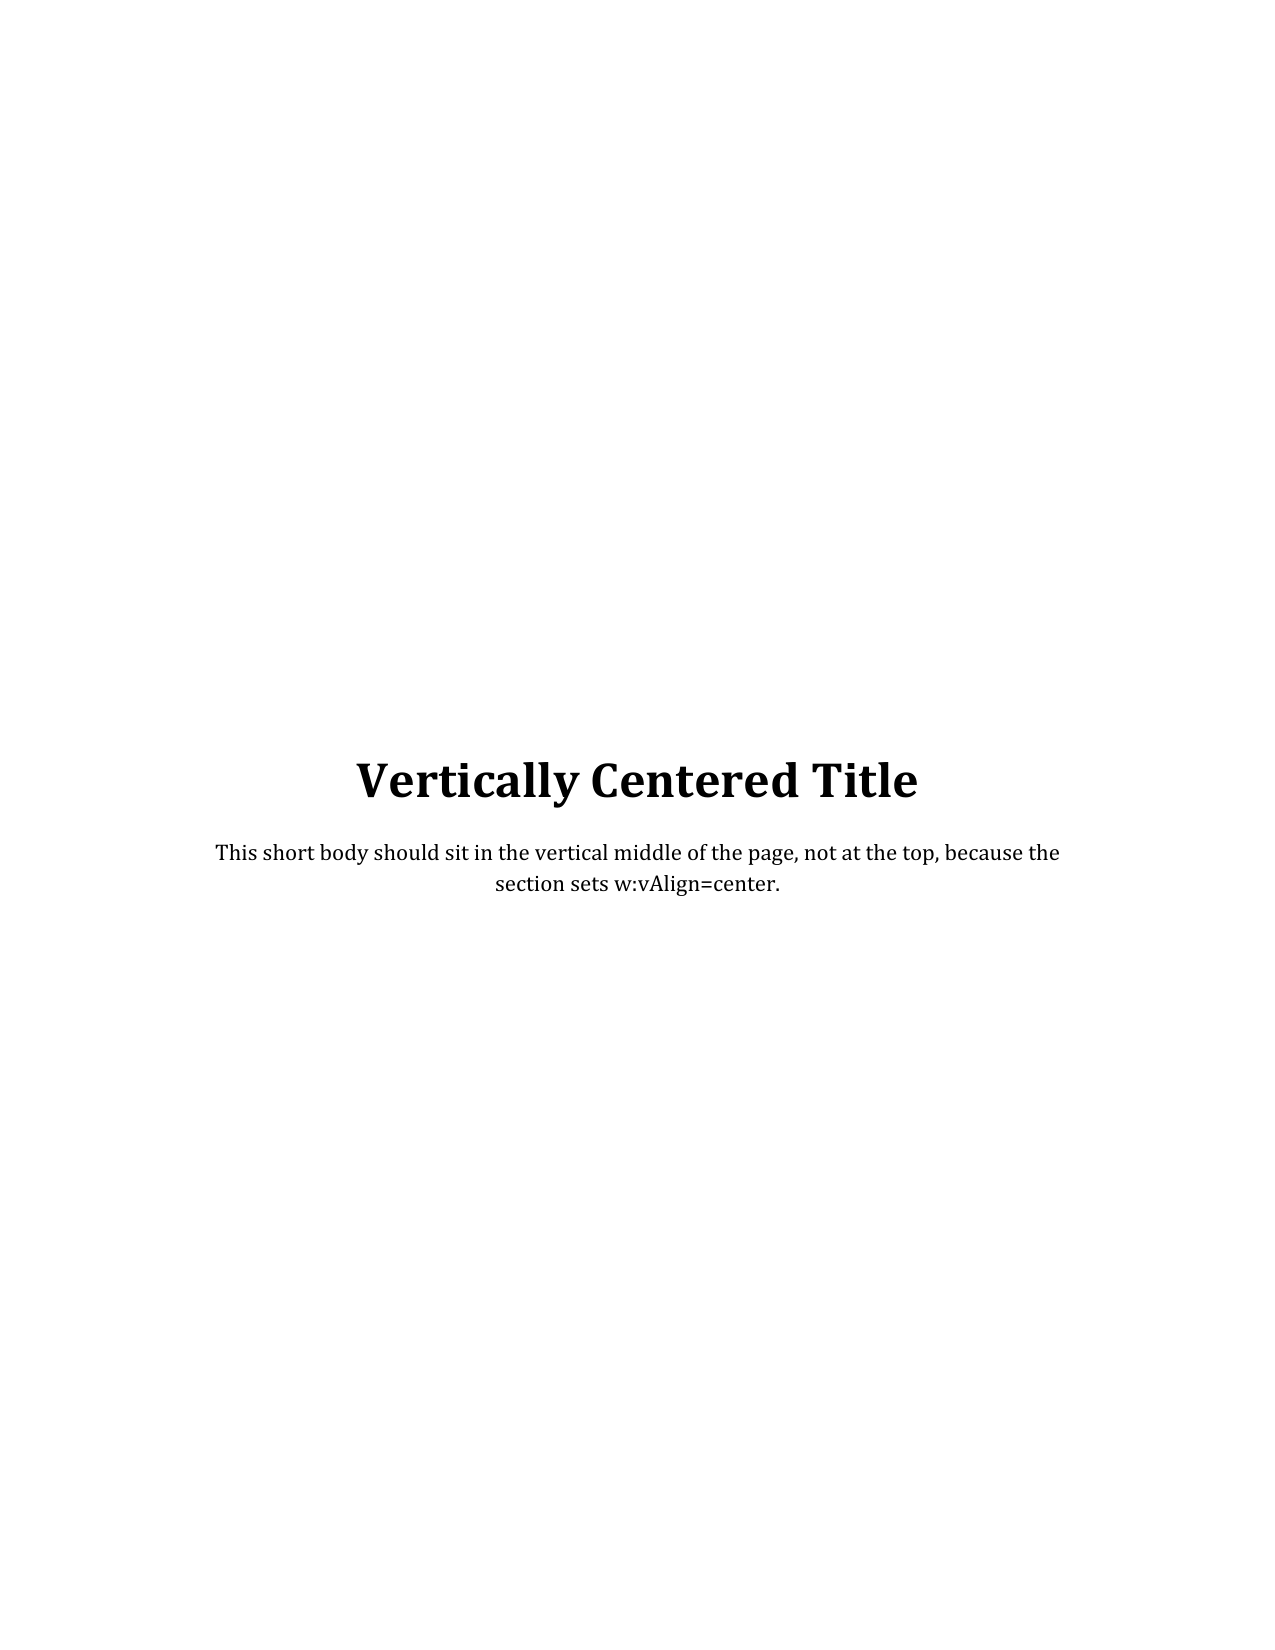 Vertically Centered Title
This short body should sit in the vertical middle of the page, not at the top, because the
section sets w:vAlign=center.